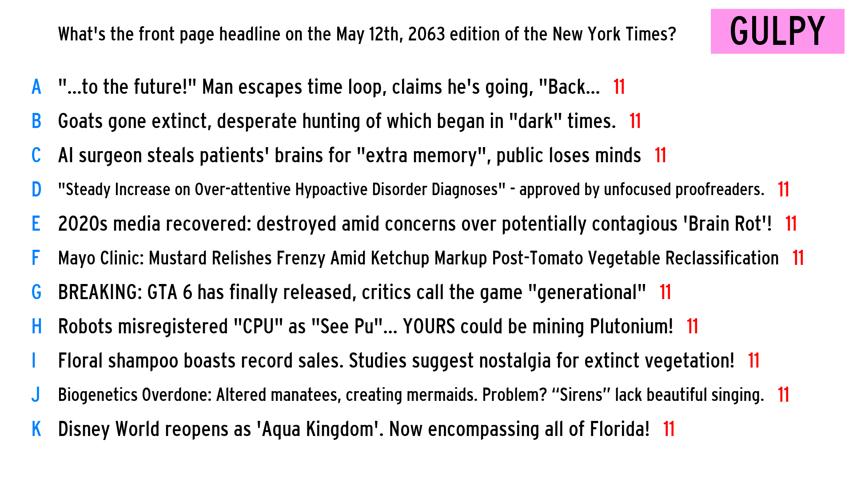 What's the front page headline on the May 12th, 2063 edition of the New York Times?
GULPY
A "...to the future!" Man escapes time loop, claims he's going, "Back... 11
B Goats gone extinct, desperate hunting of which began in "dark" times. 11
C AI surgeon steals patients' brains for "extra memory", public loses minds 11
D "Steady Increase on Over-attentive Hypoactive Disorder Diagnoses" - approved by unfocused proofreaders. 11
E 2020s media recovered: destroyed amid concerns over potentially contagious 'Brain Rot'! 11
F Mayo Clinic: Mustard Relishes Frenzy Amid Ketchup Markup Post-Tomato Vegetable Reclassification 11
G BREAKING: GTA 6 has finally released, critics call the game "generational" 11
H Robots misregistered "CPU" as "See Pu"... YOURS could be mining Plutonium! 11
I Floral shampoo boasts record sales. Studies suggest nostalgia for extinct vegetation! 11
J Biogenetics Overdone: Altered manatees, creating mermaids. Problem? “Sirens” lack beautiful singing. 11
K Disney World reopens as 'Aqua Kingdom'. Now encompassing all of Florida! 11